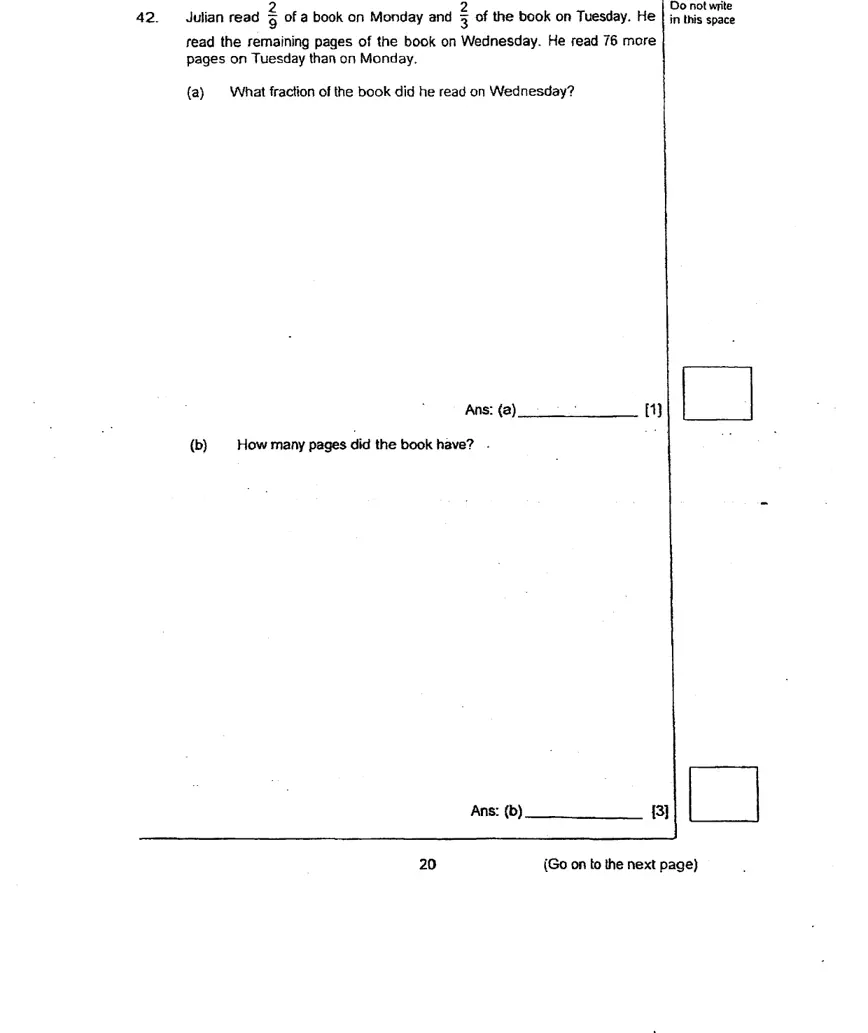 Do not write
in this space
42. Julian read 2/9 of a book on Monday and 2/3 of the book on Tuesday. He
read the remaining pages of the book on Wednesday. He read 76 more
pages on Tuesday than on Monday.
(a) What fraction of the book did he read on Wednesday?
Ans: (a)____________ [1]
(b) How many pages did the book have?
Ans: (b)____________ [3]
20 (Go on to the next page)